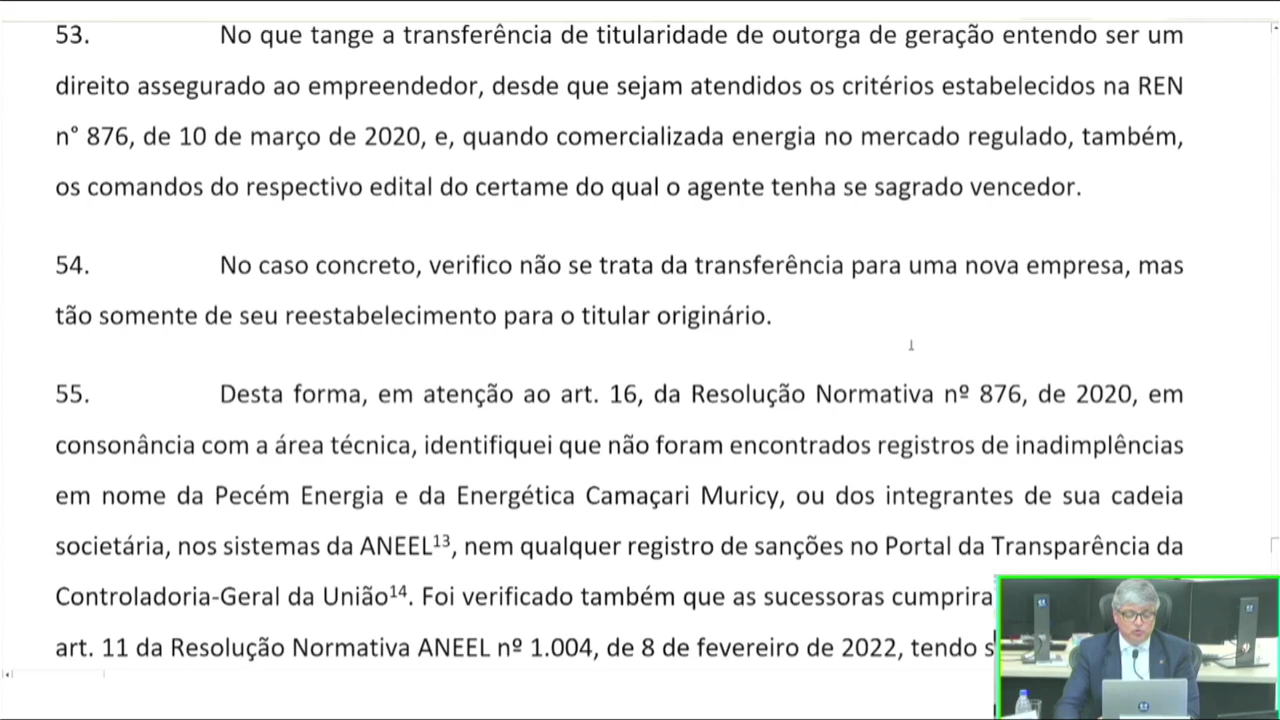 53. No que tange a transferência de titularidade de outorga de geração entendo ser um
direito assegurado ao empreendedor, desde que sejam atendidos os critérios estabelecidos na REN
n° 876, de 10 de março de 2020, e, quando comercializada energia no mercado regulado, também,
os comandos do respectivo edital do certame do qual o agente tenha se sagrado vencedor.
54. No caso concreto, verifico não se trata da transferência para uma nova empresa, mas
tão somente de seu reestabelecimento para o titular originário.
55. Desta forma, em atenção ao art. 16, da Resolução Normativa nº 876, de 2020, em
consonância com a área técnica, identifiquei que não foram encontrados registros de inadimplências
em nome da Pecém Energia e da Energética Camaçari Muricy, ou dos integrantes de sua cadeia
societária, nos sistemas da ANEEL¹³, nem qualquer registro de sanções no Portal da Transparência da
Controladoria-Geral da União¹⁴. Foi verificado também que as sucessoras cumprira
art. 11 da Resolução Normativa ANEEL nº 1.004, de 8 de fevereiro de 2022, tendo s